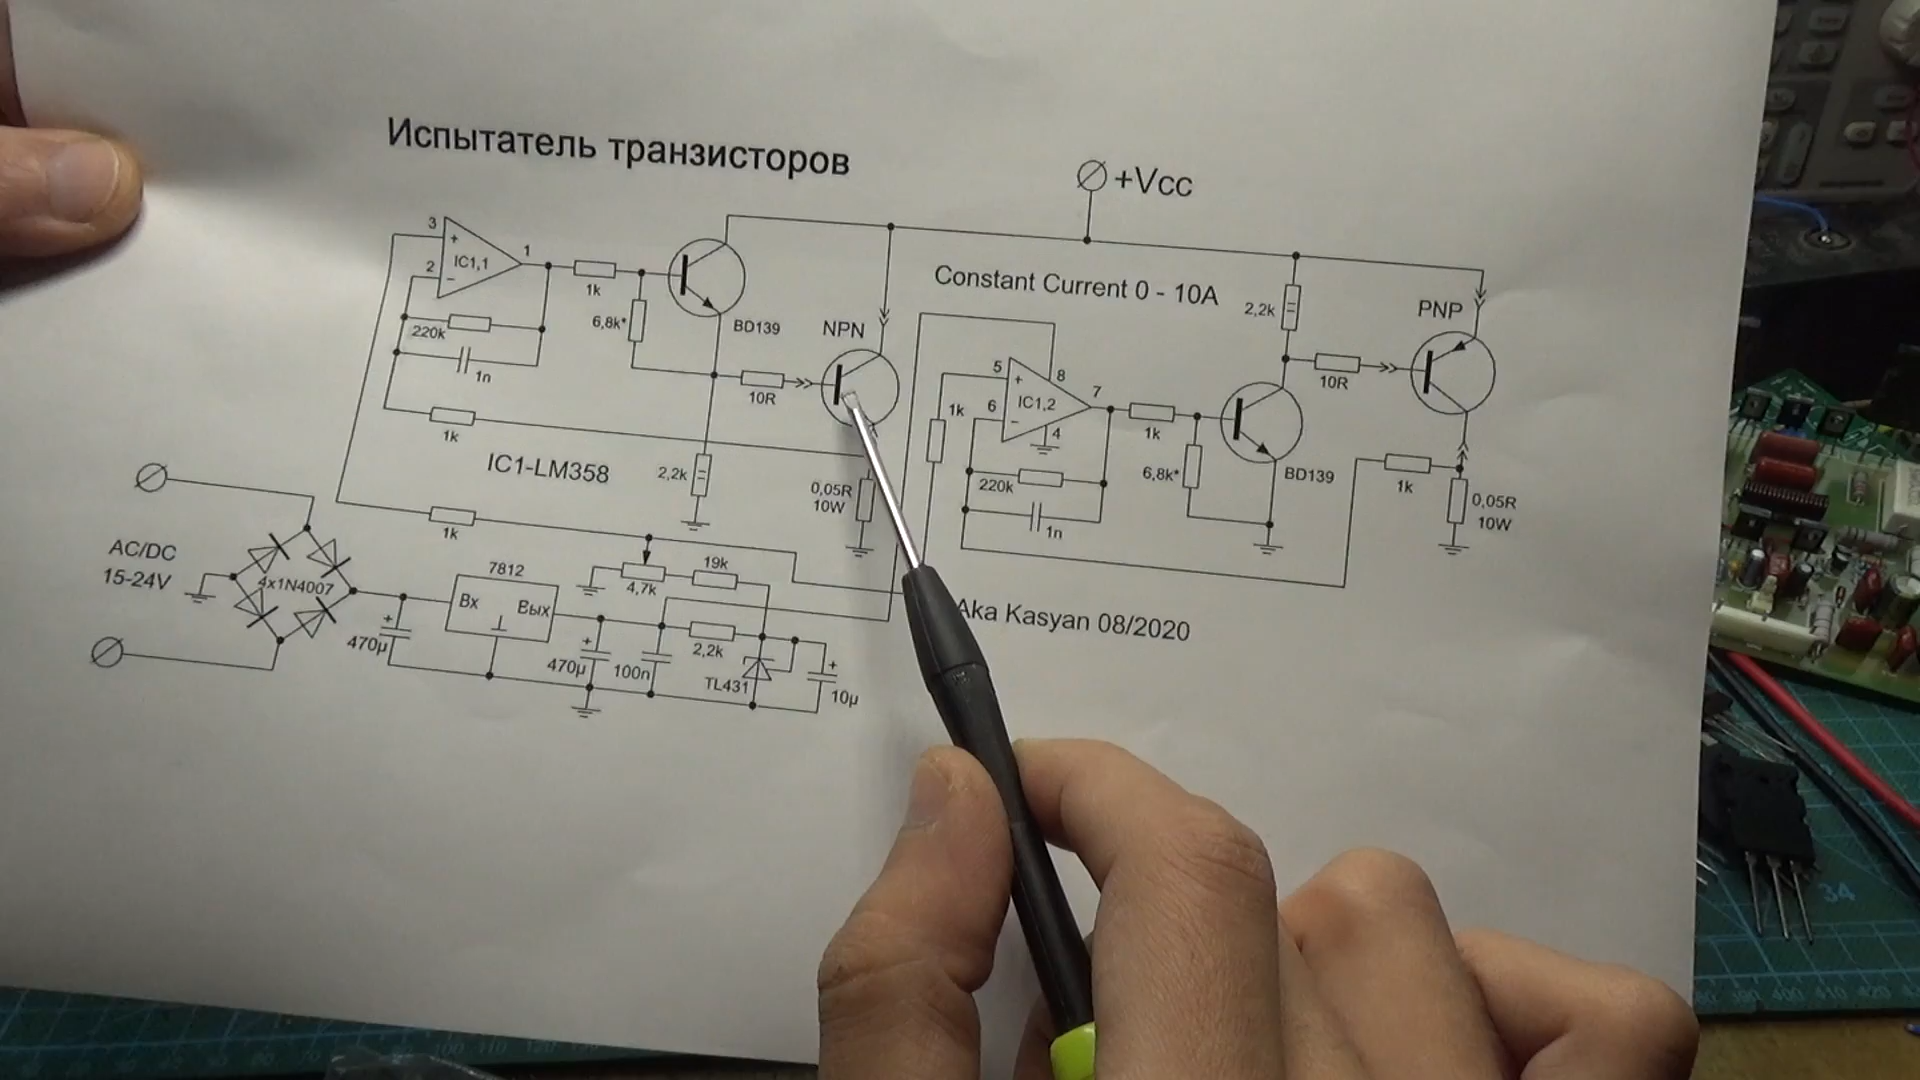 Испытатель транзисторов
+Vcc
3
+
IC1,1
2
-
1
1k
6,8k*
BD139
220k
1n
1k
10R
NPN
IC1-LM358
2,2k
0,05R
10W
Constant Current 0 - 10A
2,2k
PNP
10R
5
+
8
IC1,2
6
-
4
7
1k
1k
6,8k*
BD139
220k
1n
1k
0,05R
10W
AC/DC
15-24V
4x1N4007
1k
7812
Вх
Вых
4,7k
19k
+
470µ
+
470µ
100n
2,2k
TL431
+
10µ
Aka Kasyan 08/2020
34